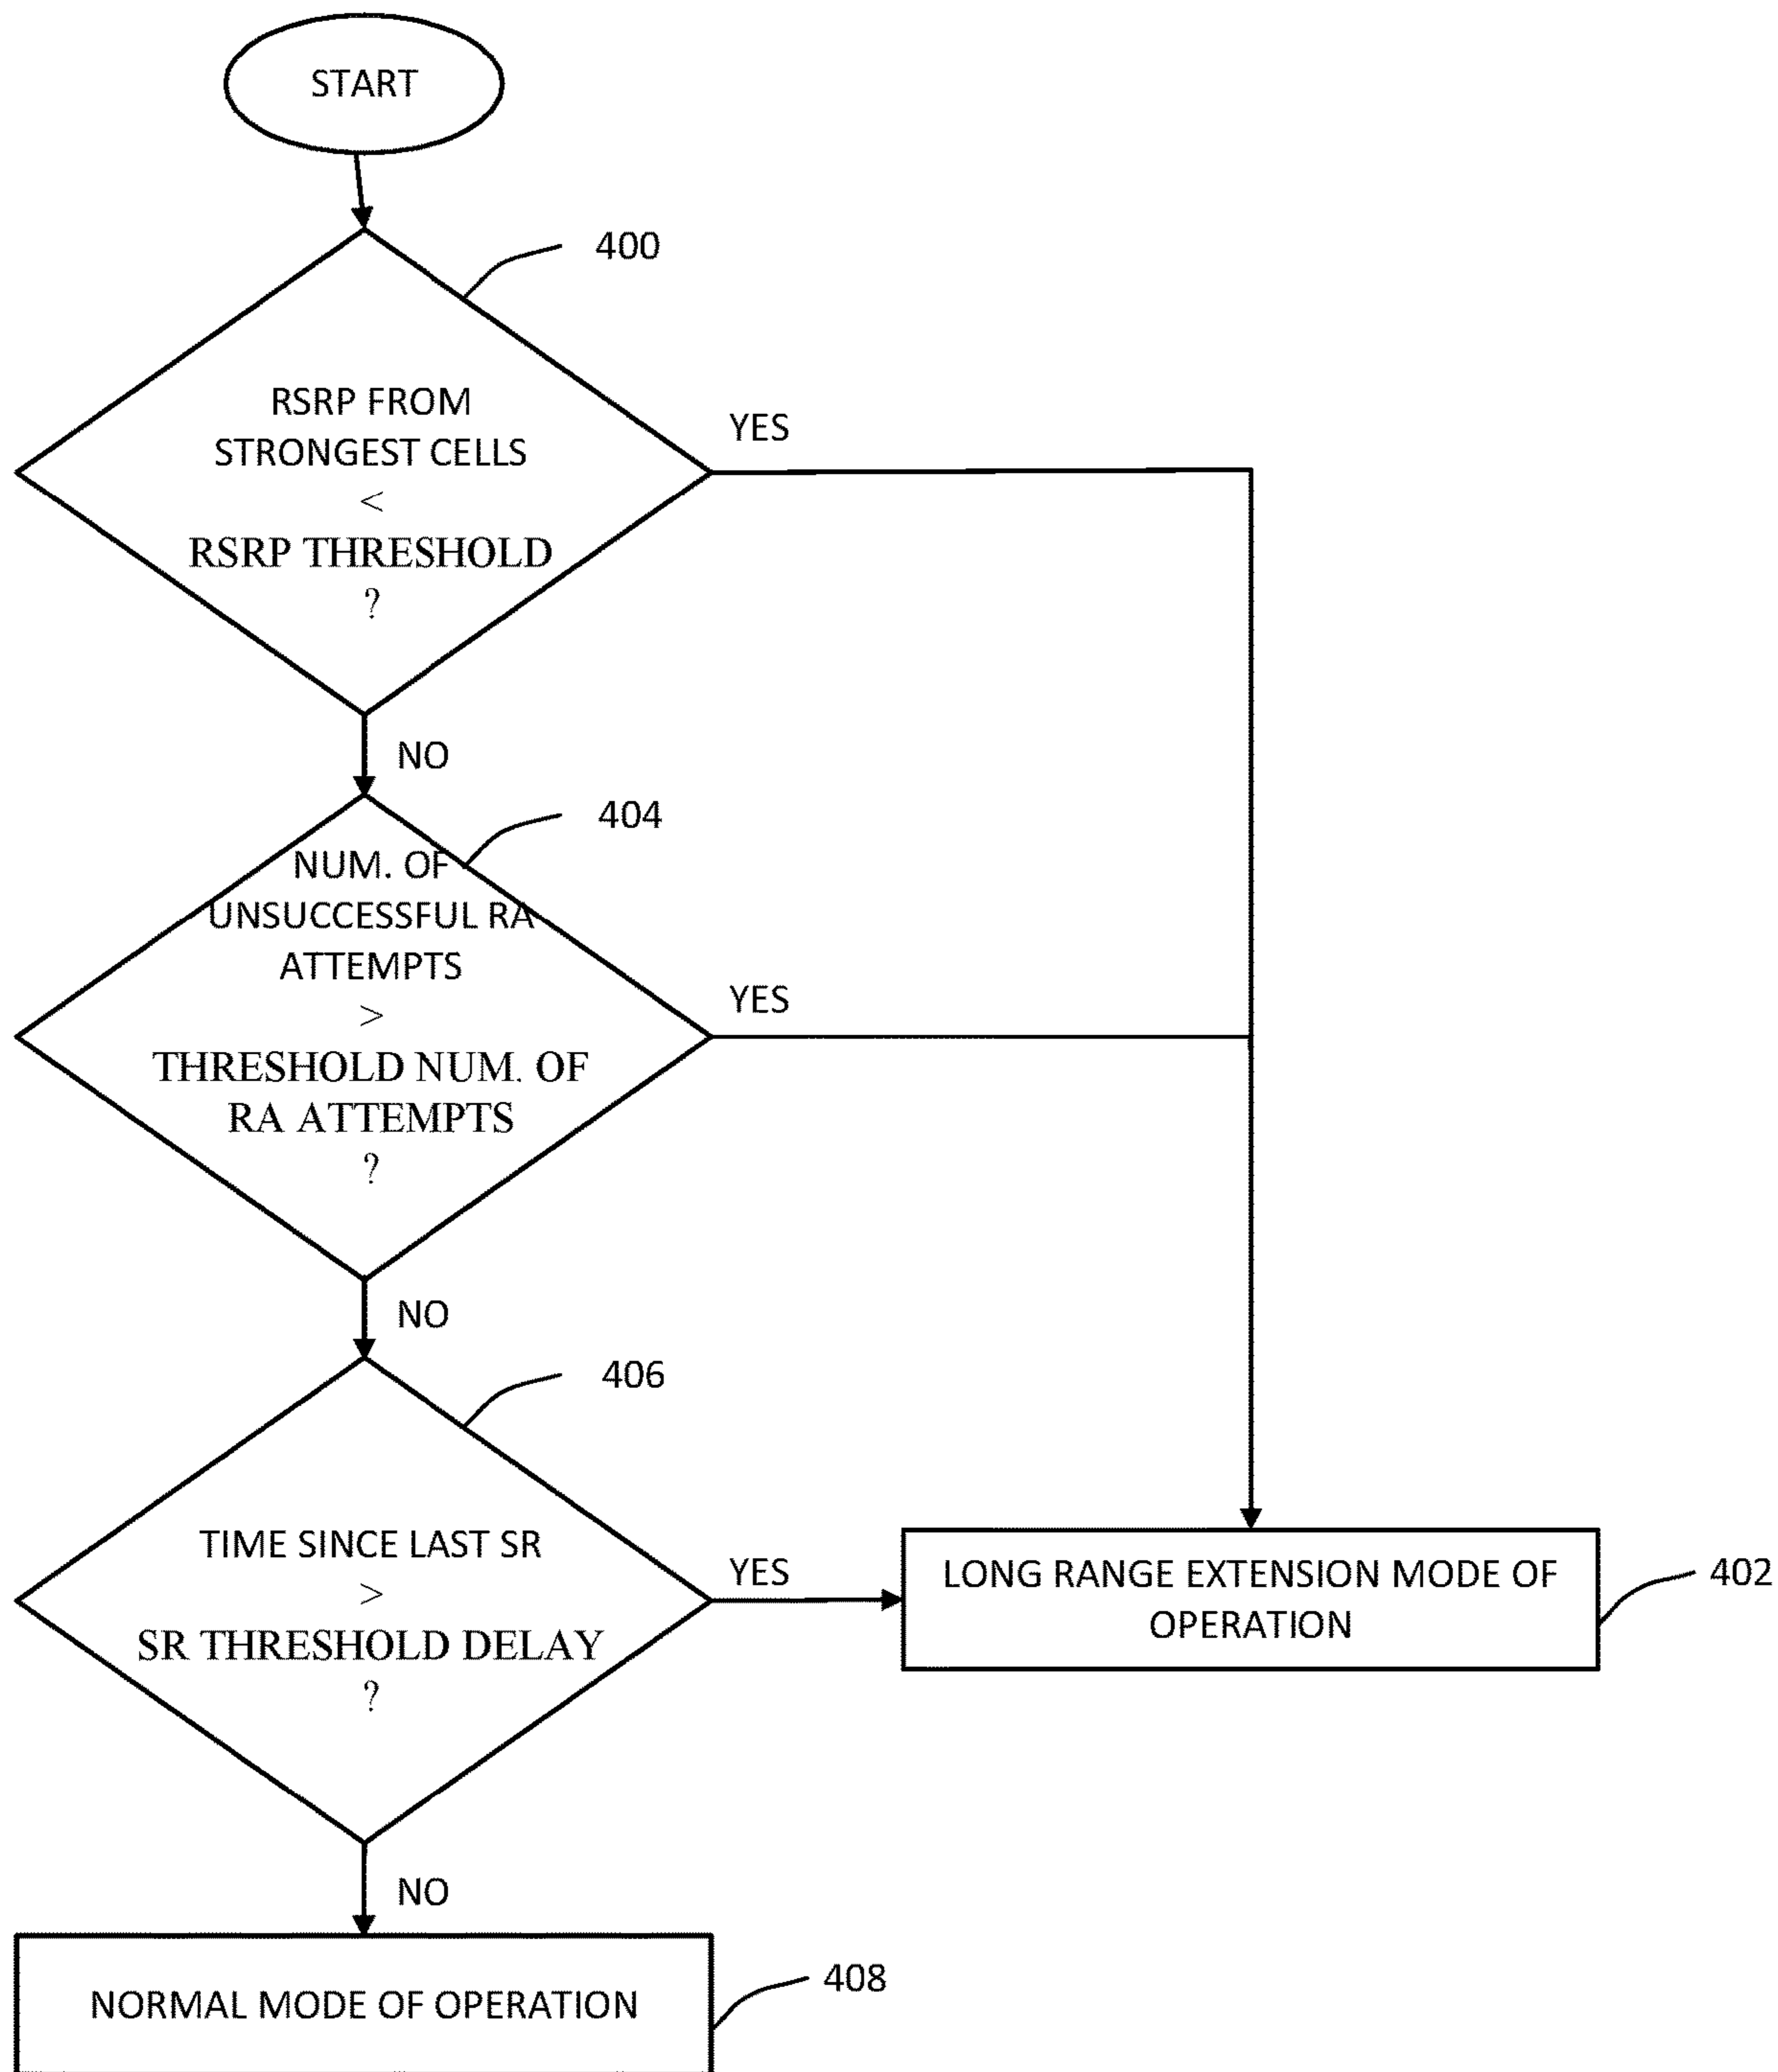 START
400
RSRP FROM
STRONGEST CELLS
<
RSRP THRESHOLD
?
YES
NO
404
NUM. OF
UNSUCCESSFUL RA
ATTEMPTS
>
THRESHOLD NUM. OF
RA ATTEMPTS
?
YES
NO
406
TIME SINCE LAST SR
>
SR THRESHOLD DELAY
?
YES
LONG RANGE EXTENSION MODE OF
OPERATION
402
NO
NORMAL MODE OF OPERATION
408